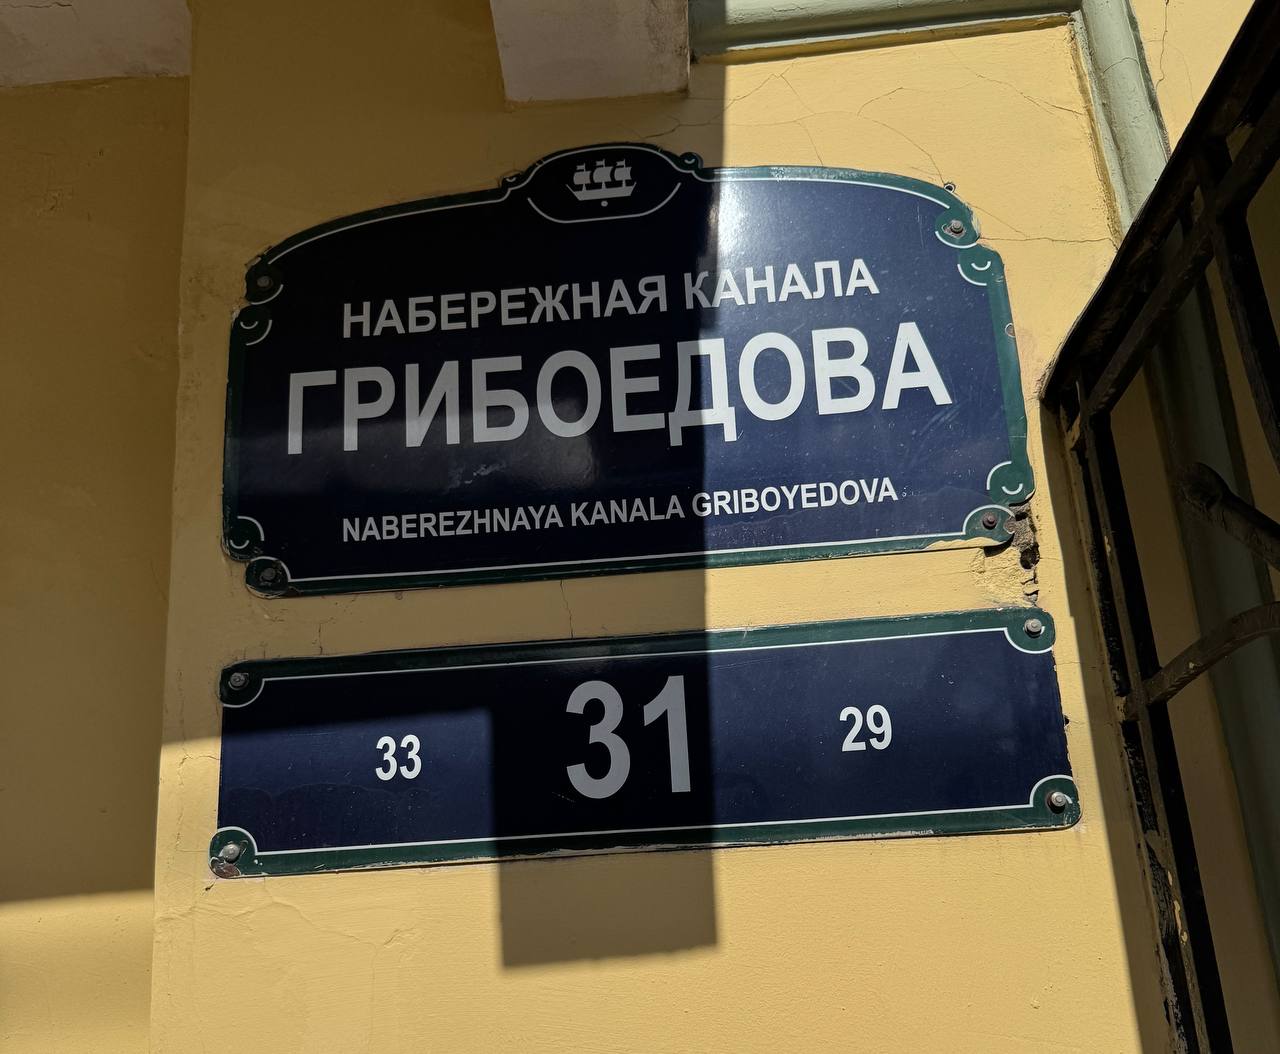 НАБЕРЕЖНАЯ КАНАЛА
ГРИБОЕДОВА
NABEREZHNAYA KANALA GRIBOYEDOVA
33 31 29